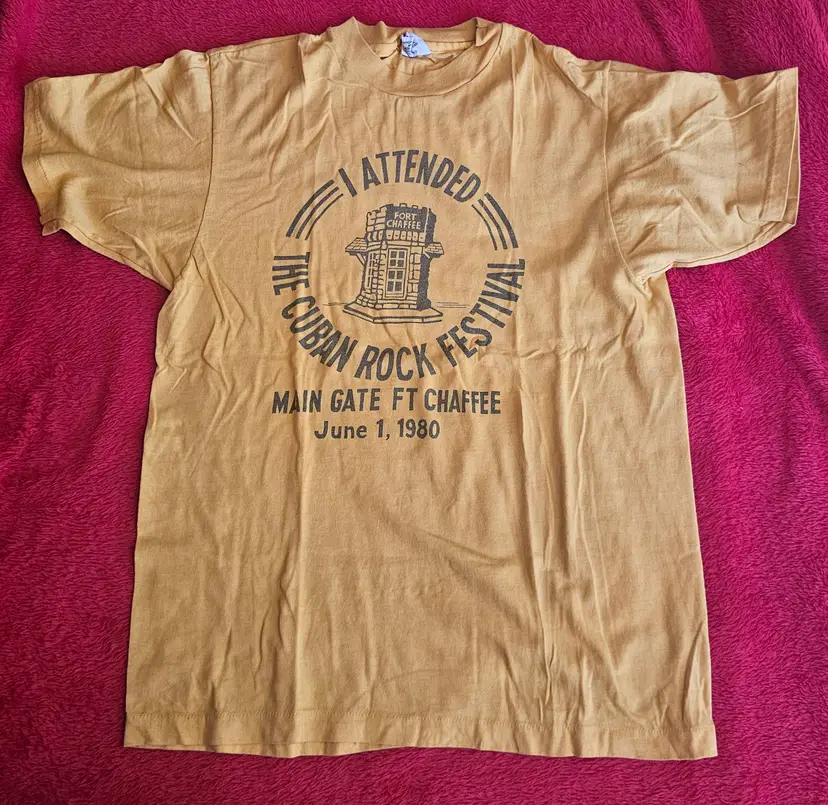 I ATTENDED
FORT
CHAFFEE
THE CUBAN ROCK FESTIVAL
MAIN GATE FT CHAFFEE
June 1, 1980